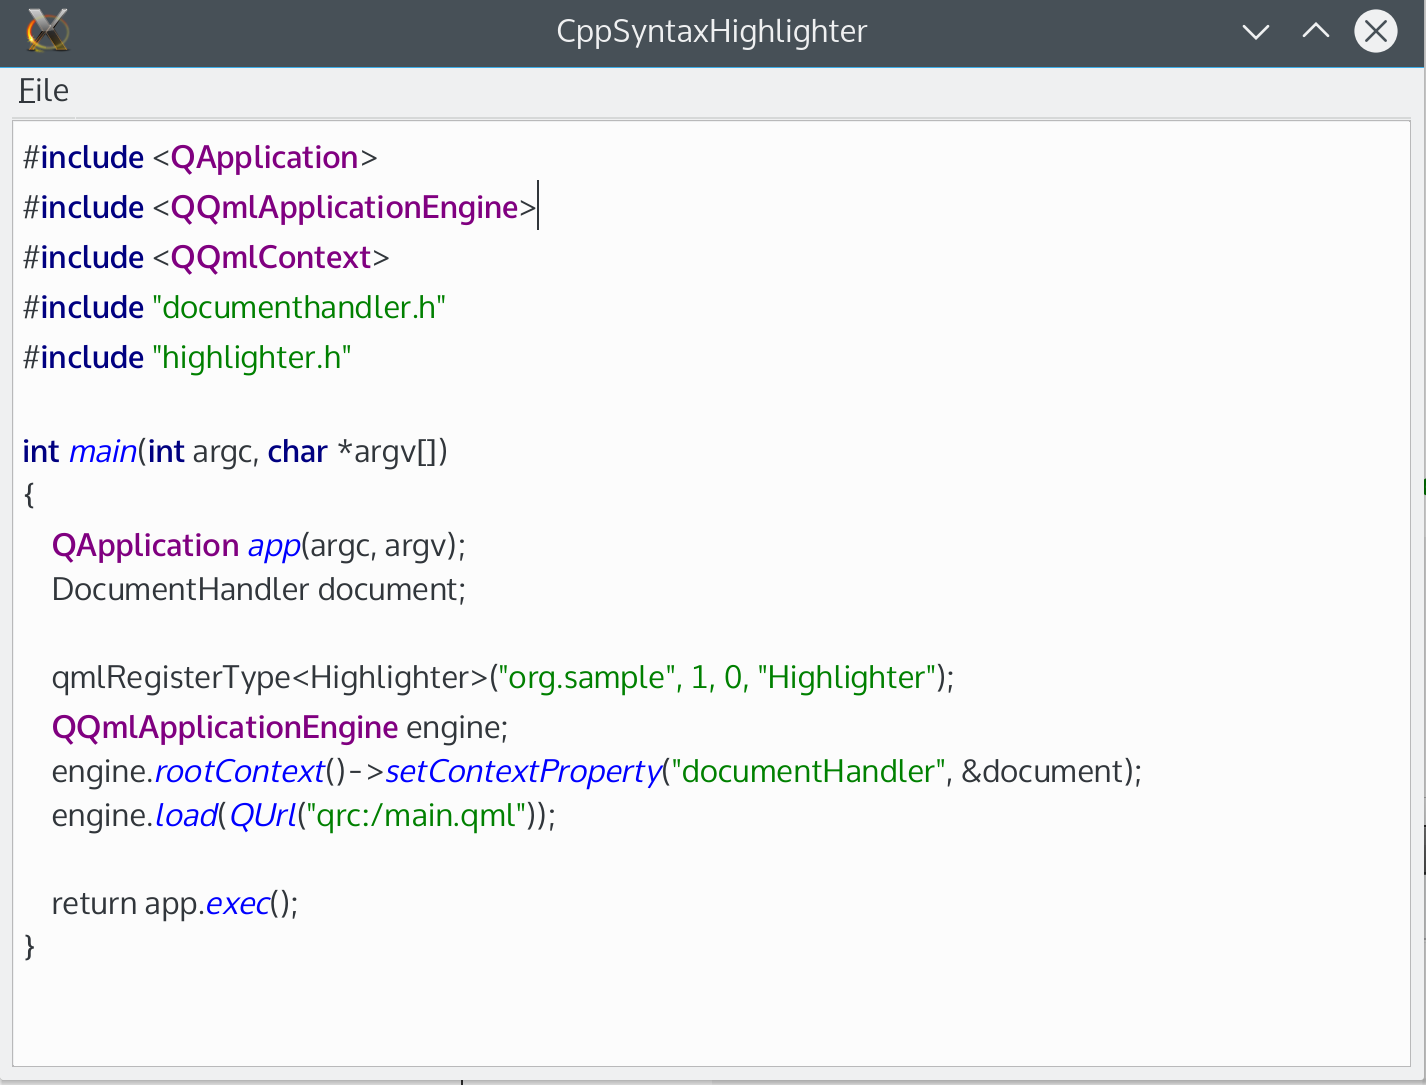 CppSyntaxHighlighter
File
#include <QApplication>
#include <QQmlApplicationEngine>
#include <QQmlContext>
#include "documenthandler.h"
#include "highlighter.h"
int main(int argc, char *argv[])
{
QApplication app(argc, argv);
DocumentHandler document;
qmlRegisterType<Highlighter>("org.sample", 1, 0, "Highlighter");
QQmlApplicationEngine engine;
engine.rootContext()->setContextProperty("documentHandler", &document);
engine.load(QUrl("qrc:/main.qml"));
return app.exec();
}